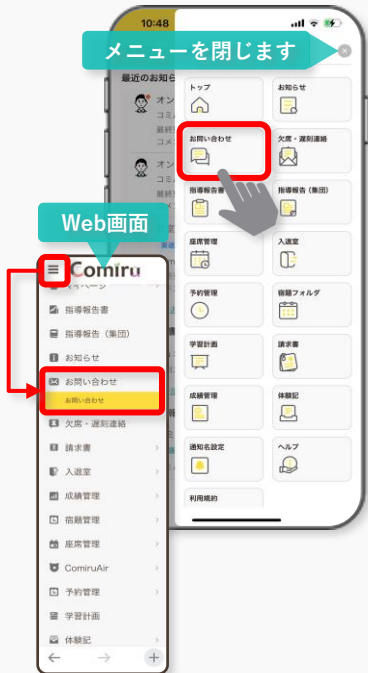 10:48
メニューを閉じます
最近のお知ら
オン
コミ
最終
コメ
オン
コミ
最終
コメ
トップ
お知らせ
お問い合わせ
欠席・遅刻連絡
指導報告書
指導報告（集団）
座席管理
入退室
予約管理
宿題フォルダ
学習計画
請求書
成績管理
体験記
通知名設定
ヘルプ
利用規約
Web画面
Comiru
マイページ
指導報告書
指導報告（集団）
お知らせ
お問い合わせ
お問い合わせ
欠席・遅刻連絡
請求書
入退室
成績管理
宿題管理
座席管理
ComiruAir
予約管理
学習計画
体験記